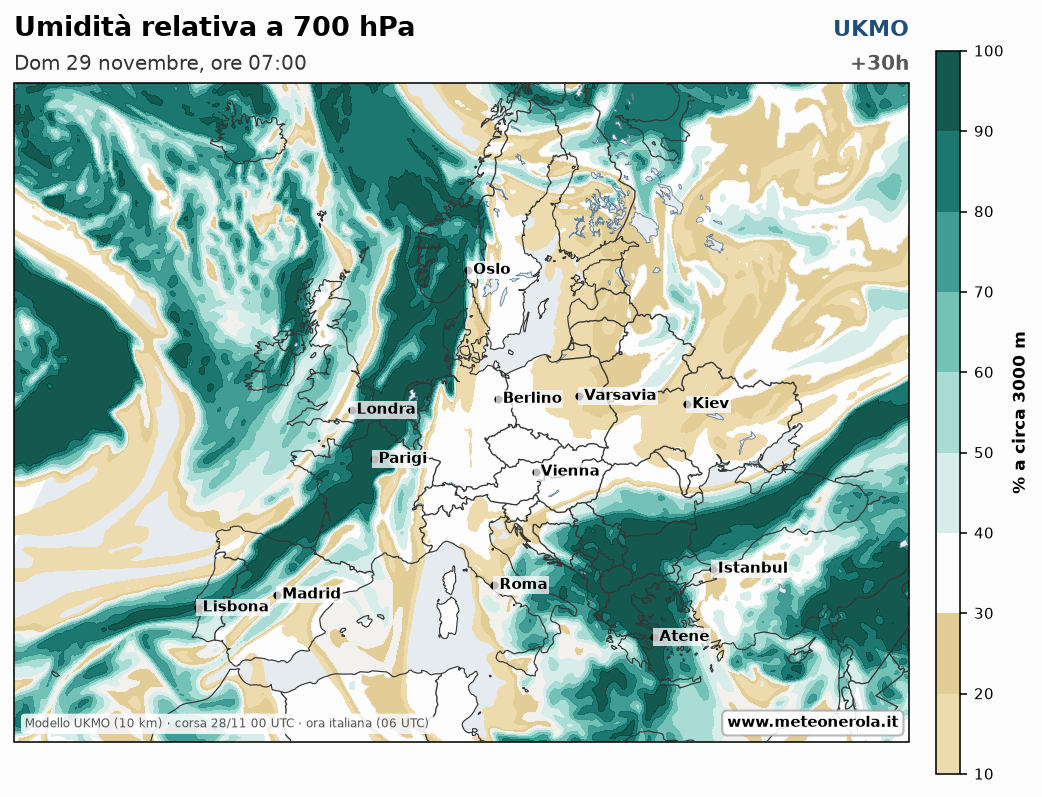 Umidità relativa a 700 hPa
UKMO
Dom 29 novembre, ore 07:00
+30h
100
90
80
70
60
50
40
30
20
10
% a circa 3000 m
Oslo
Berlino
Varsavia
Kiev
Londra
Parigi
Vienna
Istanbul
Roma
Madrid
Lisbona
Atene
Modello UKMO (10 km) · corsa 28/11 00 UTC · ora italiana (06 UTC)
www.meteonerola.it